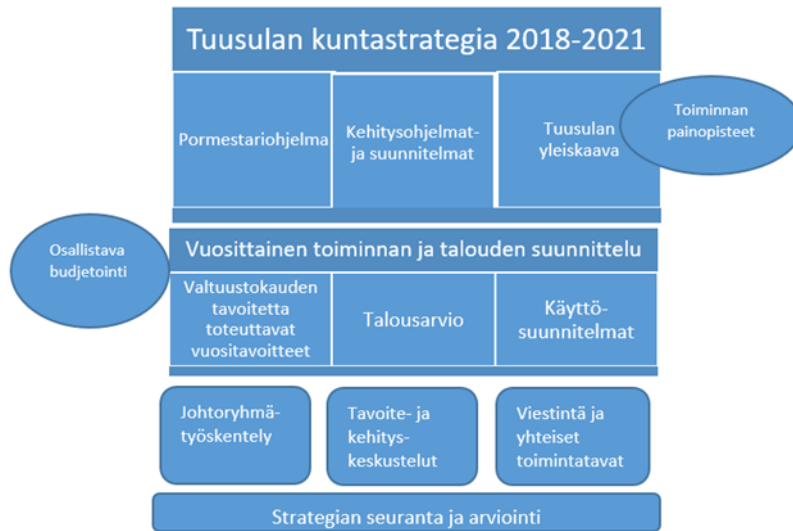 Tuusulan kuntastrategia 2018-2021
Pormestariohjelma
Kehitysohjelmat-
ja suunnitelmat
Tuusulan
yleiskaava
Toiminnan
painopisteet
Osallistava
budjetointi
Vuosittainen toiminnan ja talouden suunnittelu
Valtuustokauden
tavoitetta
toteuttavat
vuositavoitteet
Talousarvio
Käyttö-
suunnitelmat
Johtoryhmä-
työskentely
Tavoite- ja
kehitys-
keskustelut
Viestintä ja
yhteiset
toimintatavat
Strategian seuranta ja arviointi